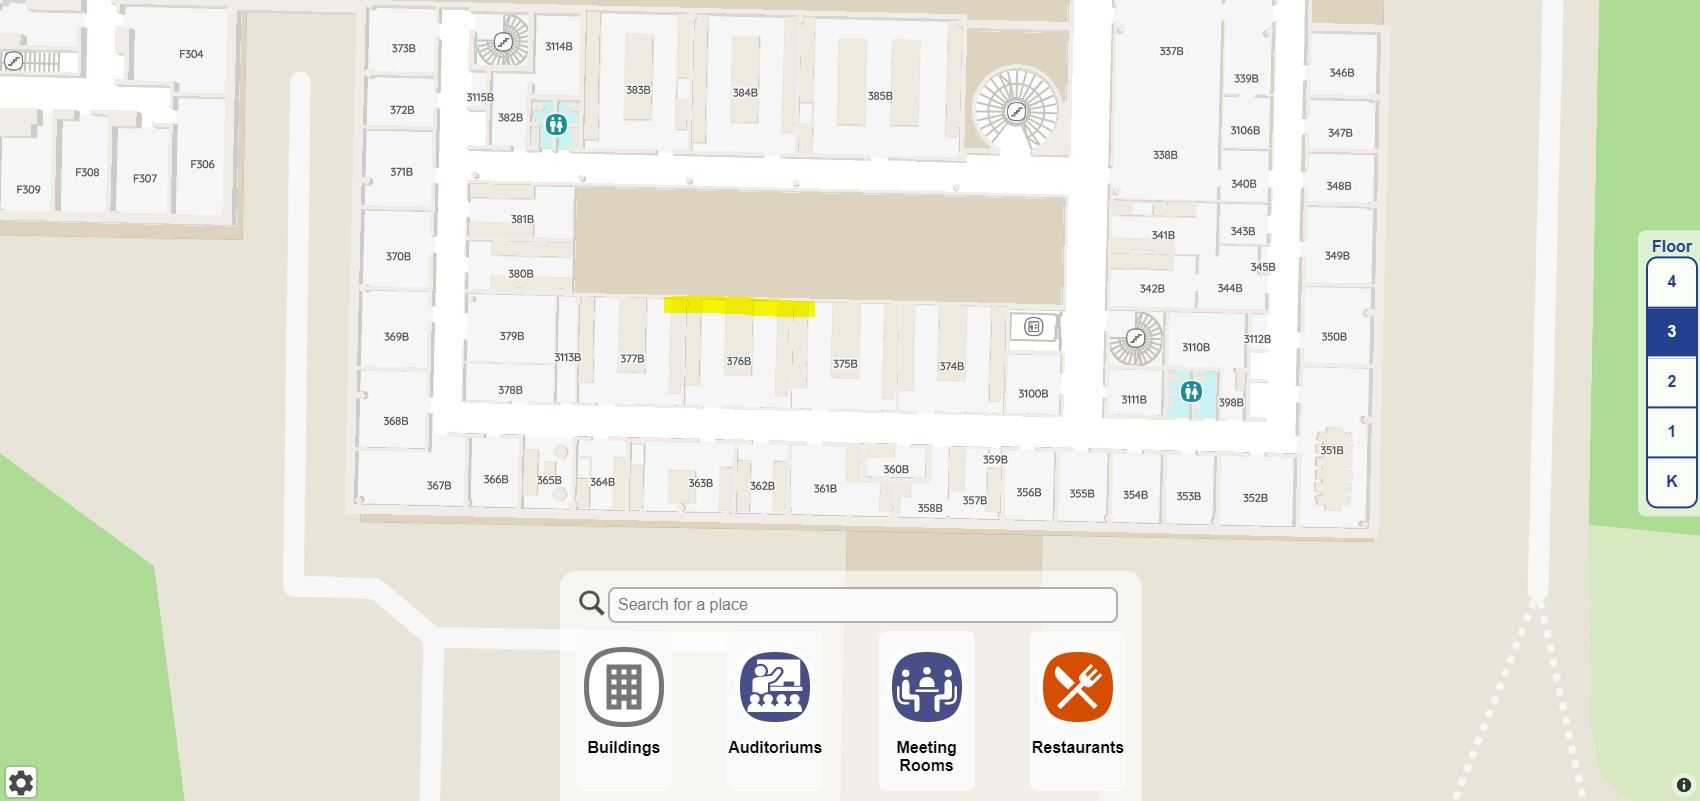 F304
F309
F308
F307
F306
373B
372B
371B
370B
369B
368B
367B
3114B
3115B
382B
383B
384B
385B
381B
380B
379B
378B
3113B
377B
376B
375B
374B
3100B
366B
365B
364B
363B
362B
361B
360B
359B
358B
357B
356B
355B
354B
353B
352B
351B
337B
339B
3106B
338B
340B
341B
343B
345B
342B
344B
3110B
3112B
3111B
398B
346B
347B
348B
349B
350B
Floor
4
3
2
1
K
Search for a place
Buildings
Auditoriums
Meeting
Rooms
Restaurants